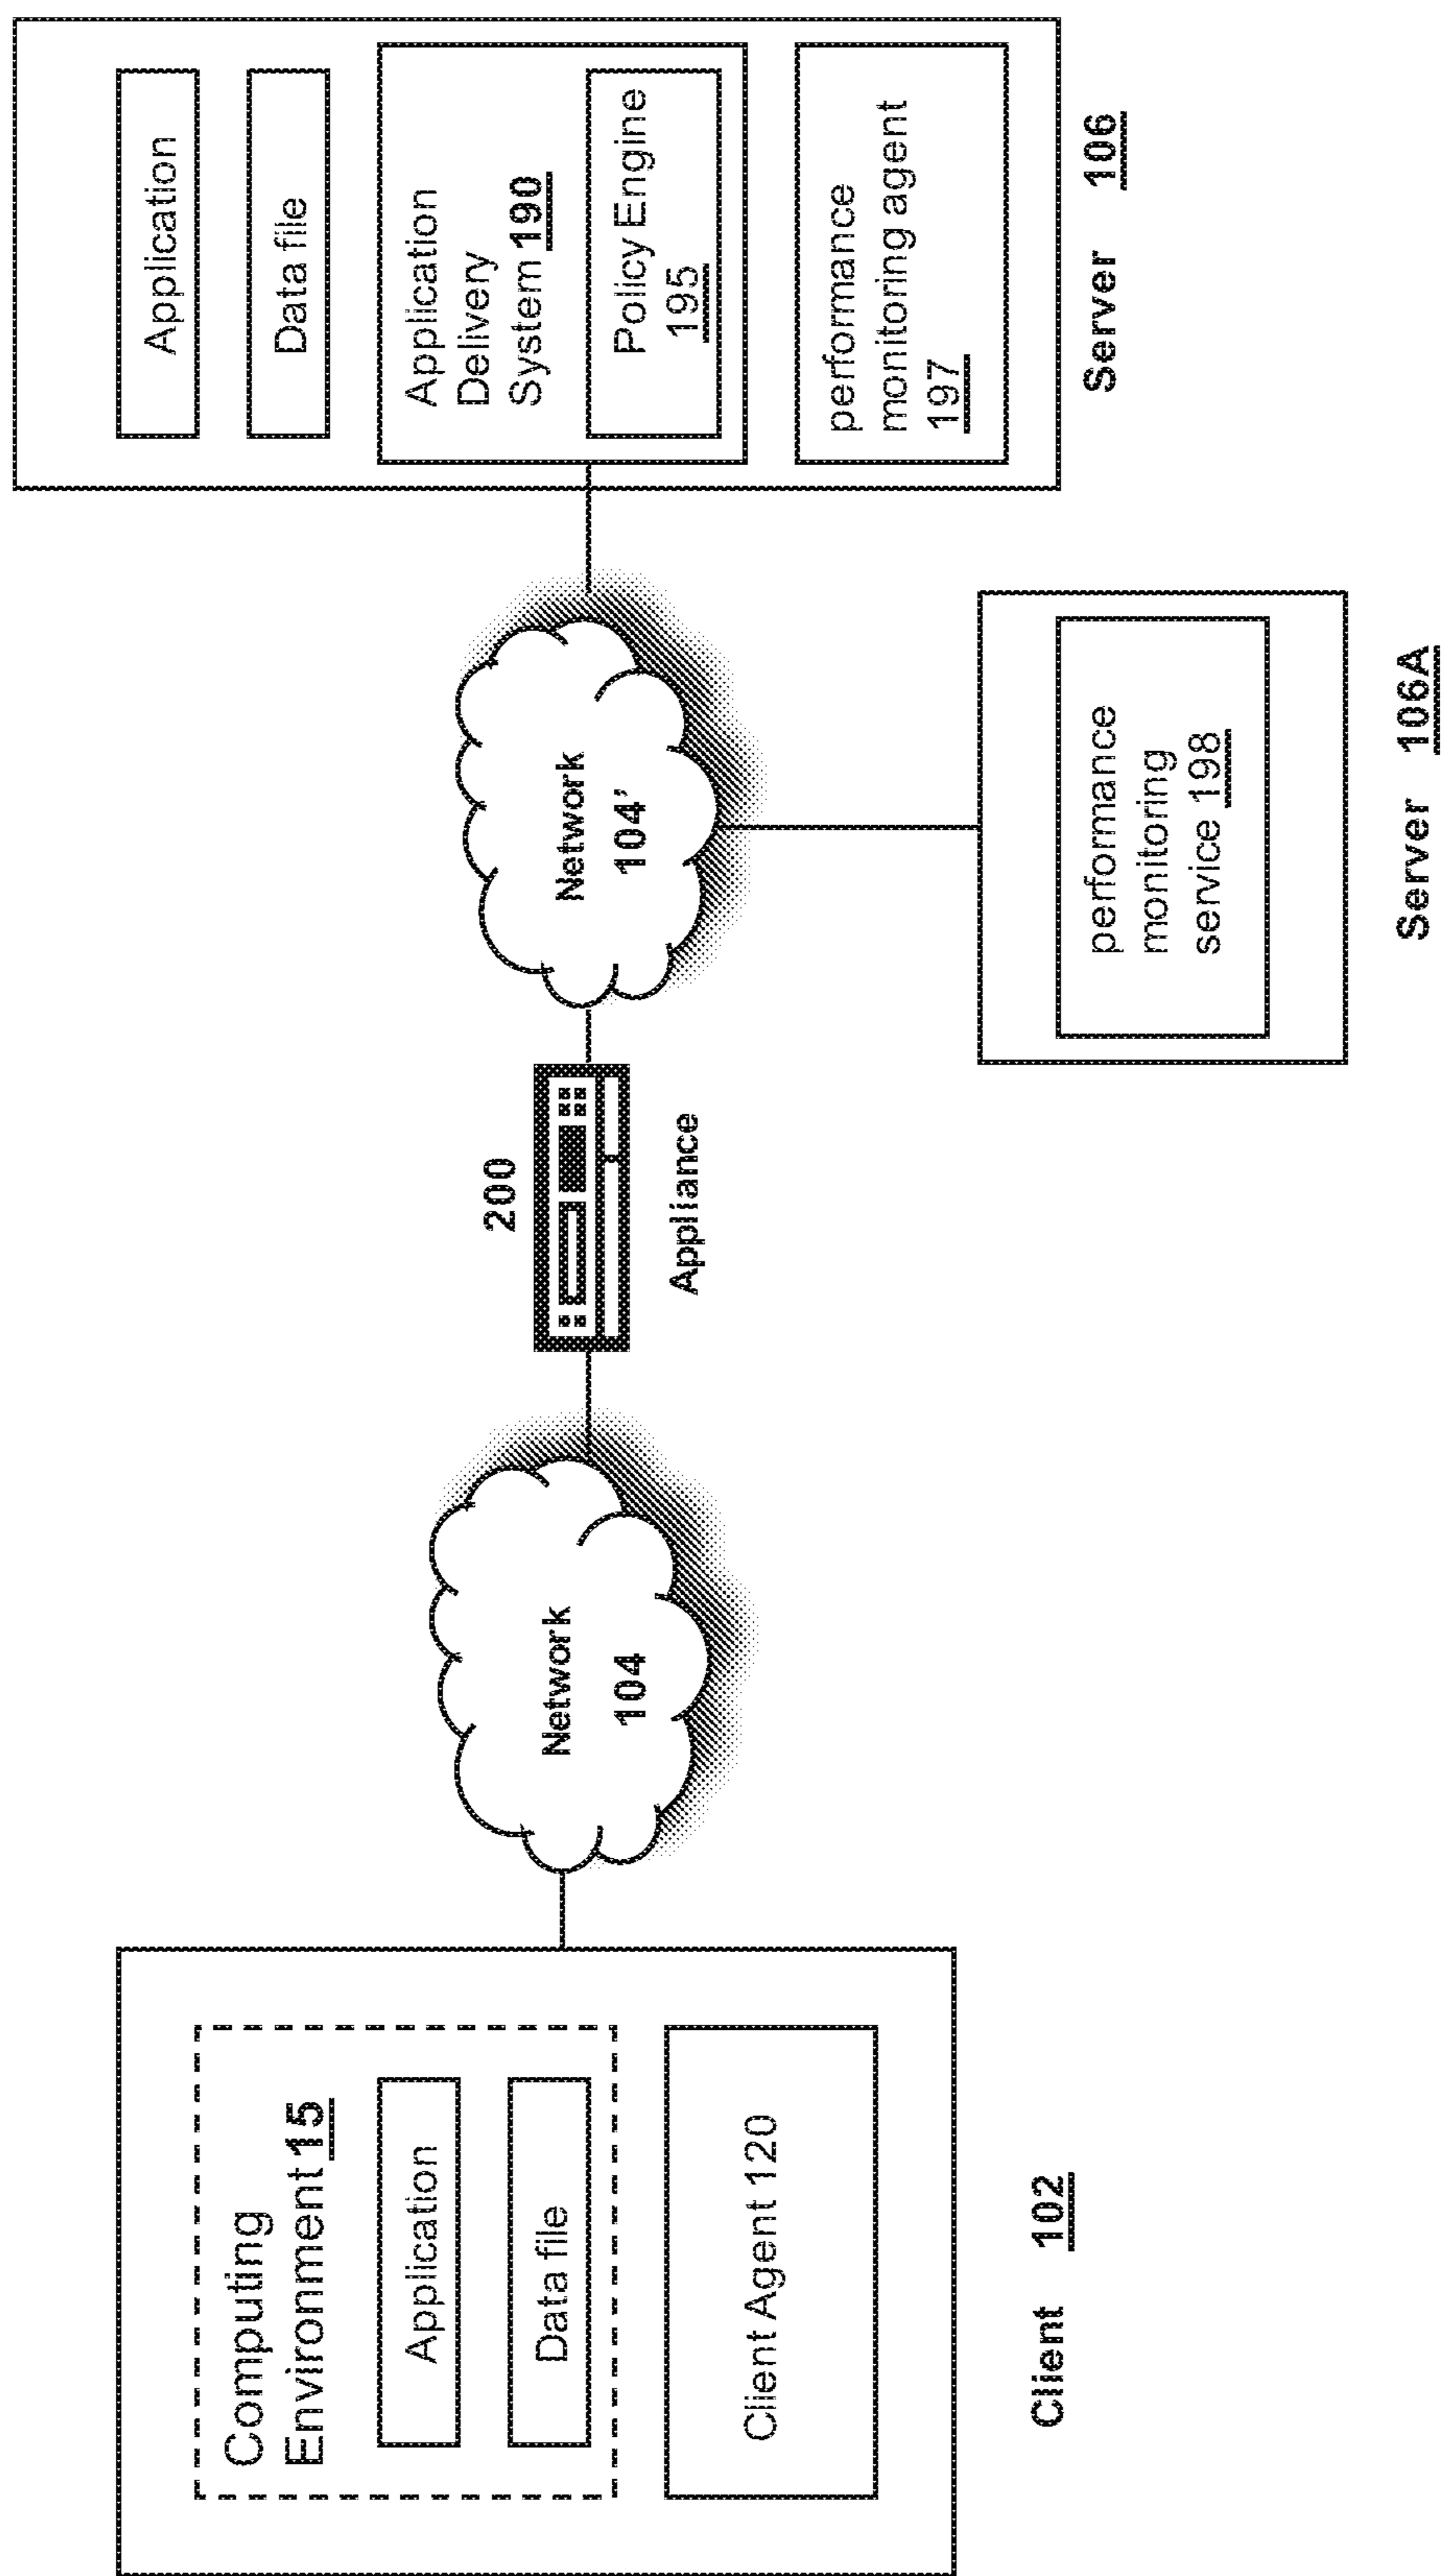 Computing
Environment 15
Application
Data file
Client Agent 120
Client 102
Network
104
200
Appliance
Network
104’
Application
Data file
Application
Delivery
System 190
Policy Engine
195
performance
monitoring agent
197
Server 106
performance
monitoring
service 198
Server 106A